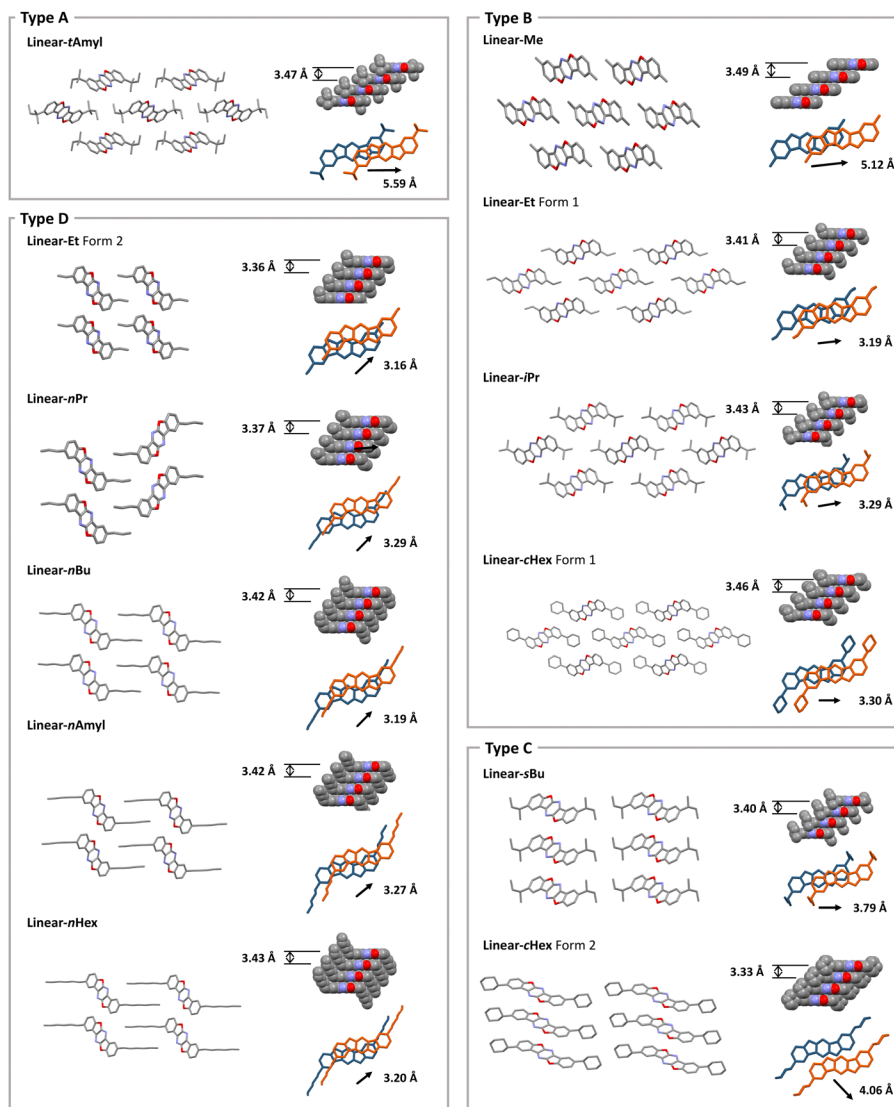 Type A
Linear-tAmyl
3.47 Å
5.59 Å
Type D
Linear-Et Form 2
3.36 Å
3.16 Å
Linear-nPr
3.37 Å
3.29 Å
Linear-nBu
3.42 Å
3.19 Å
Linear-nAmyl
3.42 Å
3.27 Å
Linear-nHex
3.43 Å
3.20 Å
Type B
Linear-Me
3.49 Å
5.12 Å
Linear-Et Form 1
3.41 Å
3.19 Å
Linear-iPr
3.43 Å
3.29 Å
Linear-cHex Form 1
3.46 Å
3.30 Å
Type C
Linear-sBu
3.40 Å
3.79 Å
Linear-cHex Form 2
3.33 Å
4.06 Å